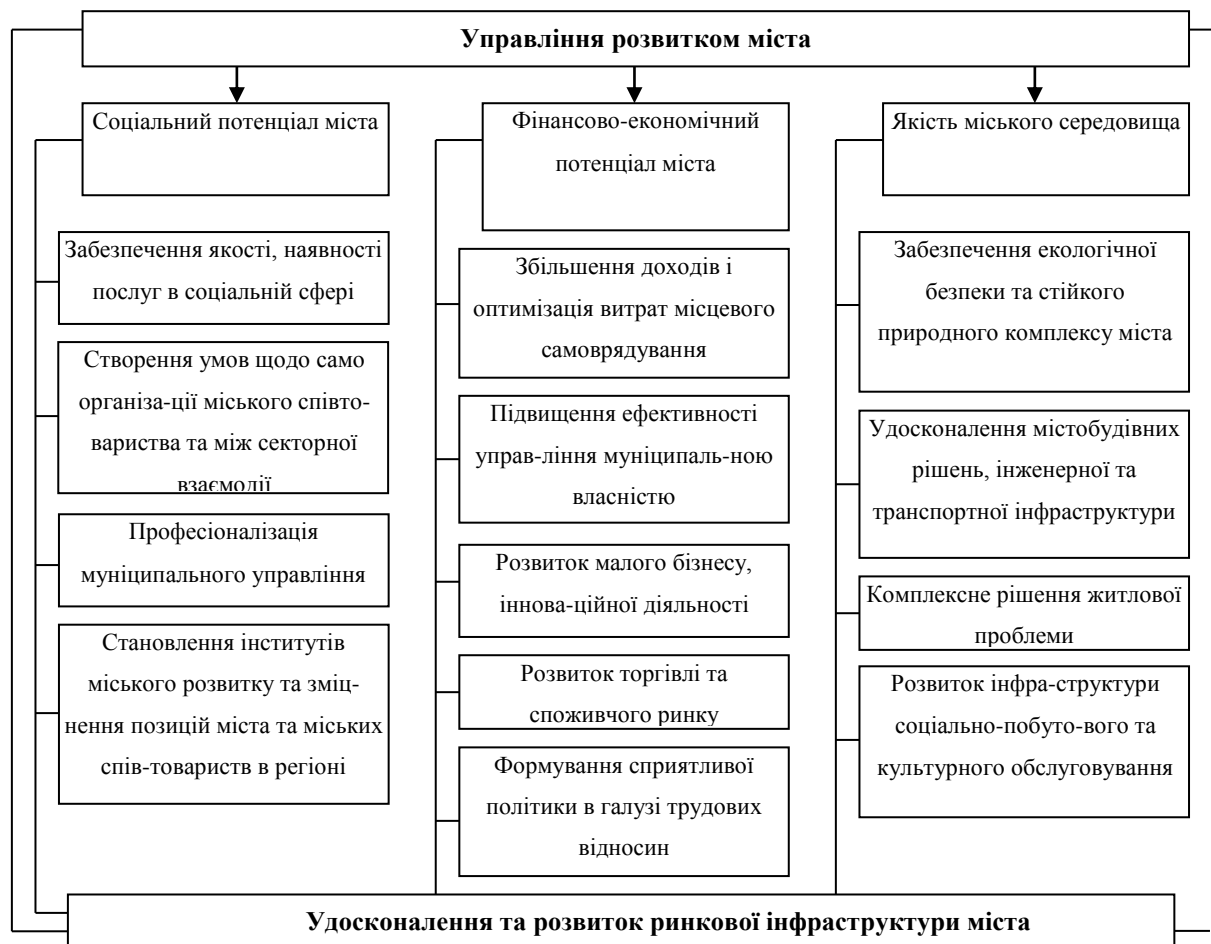 Управління розвитком міста
Соціальний потенціал міста
Забезпечення якості, наявності
послуг в соціальній сфері
Створення умов щодо само
організа-ції міського співто-
вариства та між секторної
взаємодії
Професіоналізація
муніципального управління
Становлення інститутів
міського розвитку та зміц-
нення позицій міста та міських
спів-товариств в регіоні
Фінансово-економічний
потенціал міста
Збільшення доходів і
оптимізація витрат місцевого
самоврядування
Підвищення ефективності
управ-ління муніципаль-ною
власністю
Розвиток малого бізнесу,
іннова-ційної діяльності
Розвиток торгівлі та
споживчого ринку
Формування сприятливої
політики в галузі трудових
відносин
Якість міського середовища
Забезпечення екологічної
безпеки та стійкого
природного комплексу міста
Удосконалення містобудівних
рішень, інженерної та
транспортної інфраструктури
Комплексне рішення житлової
проблеми
Розвиток інфра-структури
соціально-побуто-вого та
культурного обслуговування
Удосконалення та розвиток ринкової інфраструктури міста